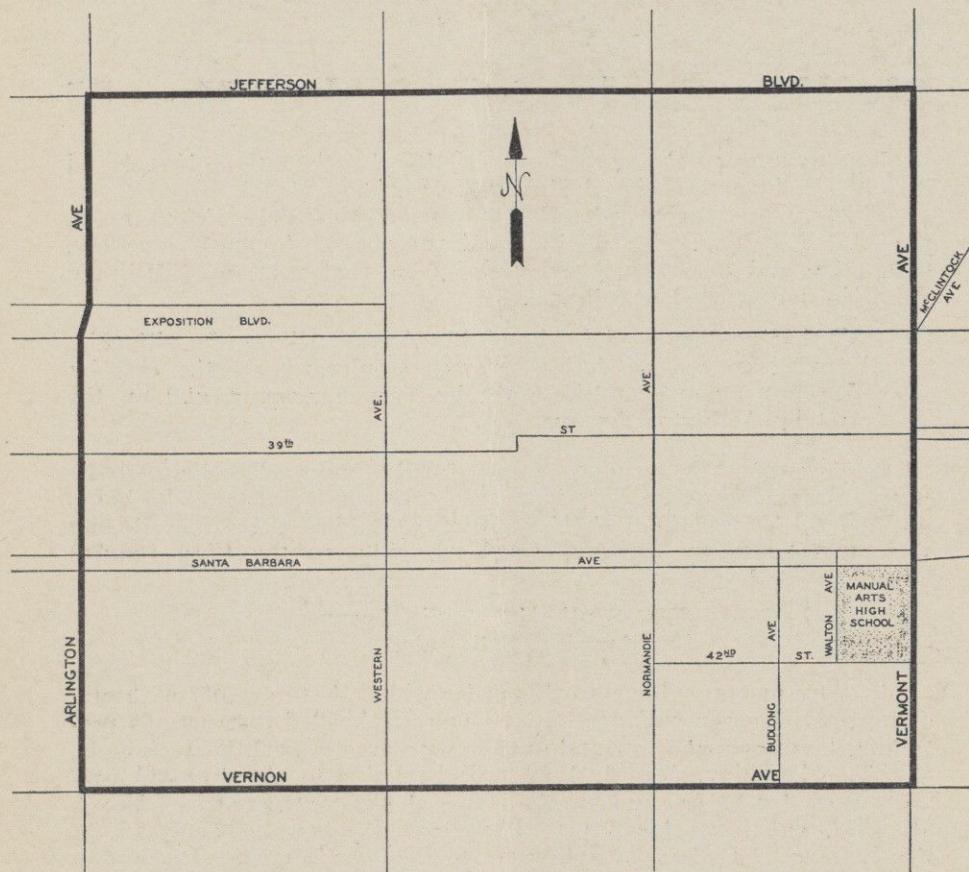 JEFFERSON BLVD.
N
AVE
AVE
McCLINTOCK
AVE
EXPOSITION BLVD.
AVE.
AVE
39th ST
SANTA BARBARA AVE
MANUAL
ARTS
HIGH
SCHOOL
WALTON AVE
BUDLONG AVE
42ND ST.
ARLINGTON
WESTERN
NORMANDIE
VERMONT
VERNON AVE